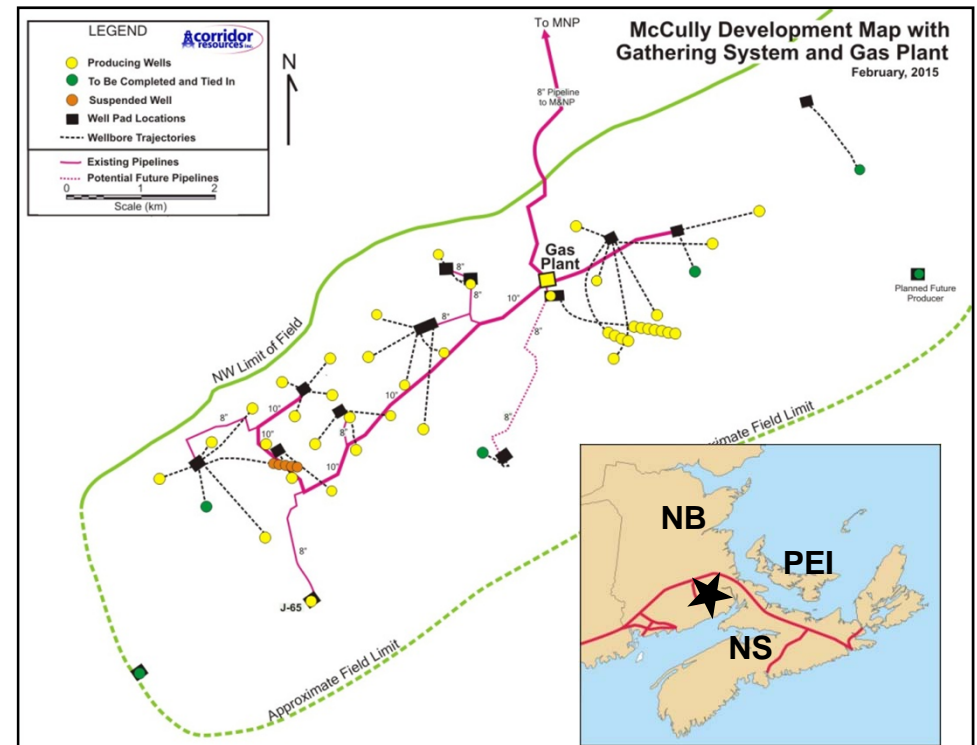 McCully Development Map with
Gathering System and Gas Plant
February, 2015
LEGEND
corridor
resources INC.
Producing Wells
To Be Completed and Tied In
Suspended Well
Well Pad Locations
Wellbore Trajectories
Existing Pipelines
Potential Future Pipelines
0 1 2
Scale (km)
N
To MNP
8" Pipeline
to M&NP
Gas
Plant
Planned Future
Producer
NW Limit of Field
8"
8"
10"
8"
8"
8"
10"
10"
8"
10"
8"
10"
8"
J-65
Approximate Field Limit
proximate Field Limit
NB
PEI
NS